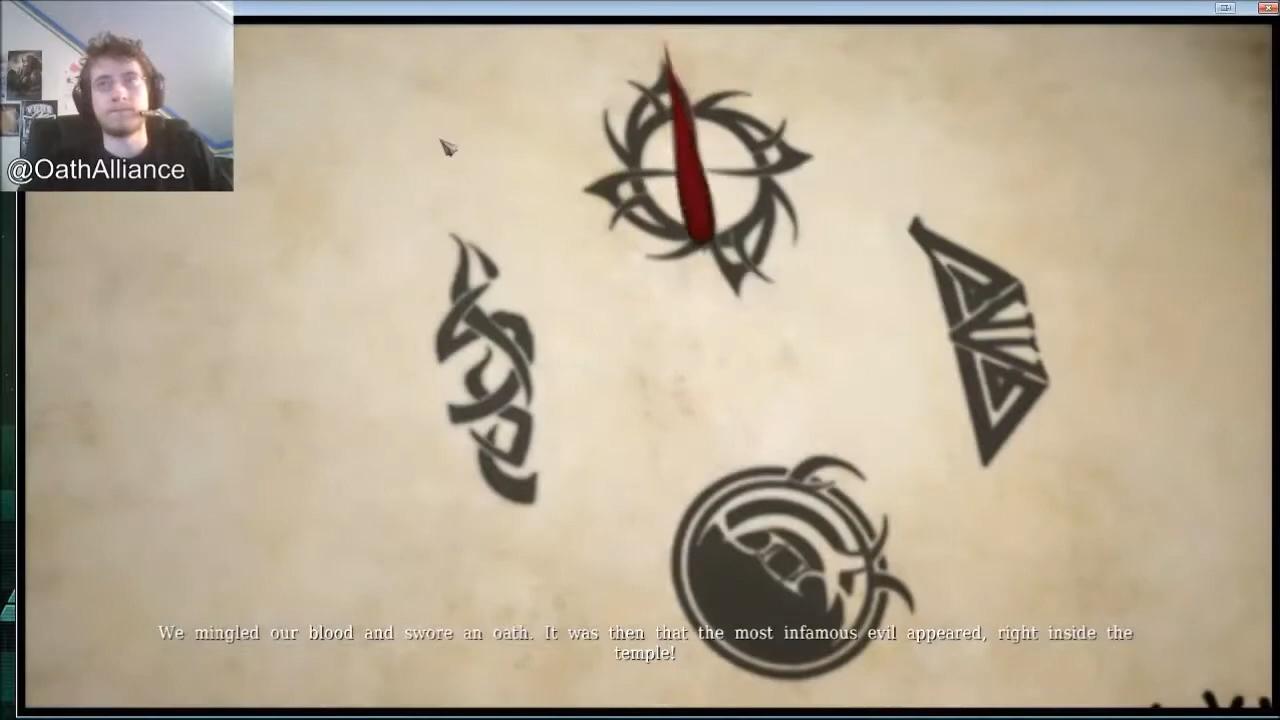 @OathAlliance
We mingled our blood and swore an oath. It was then that the most infamous evil appeared, right inside the
temple!